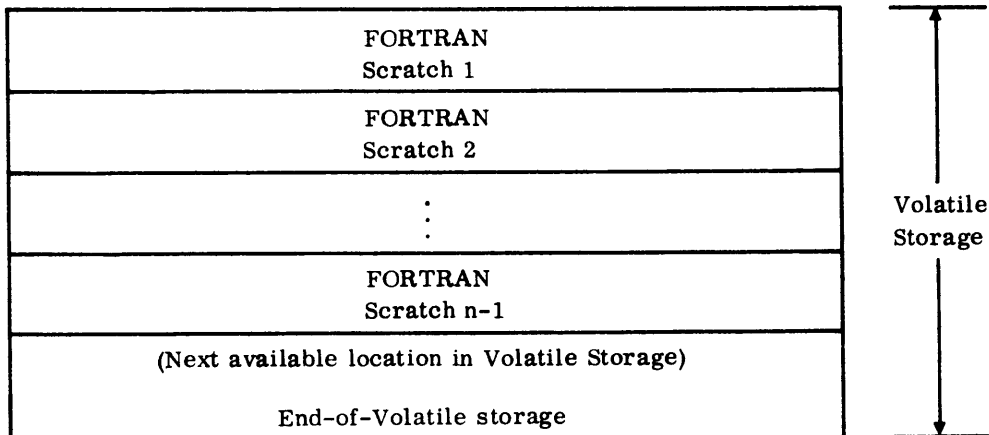 FORTRAN
Scratch 1
FORTRAN
Scratch 2
Volatile
Storage
FORTRAN
Scratch n-1
(Next available location in Volatile Storage)
End-of-Volatile storage